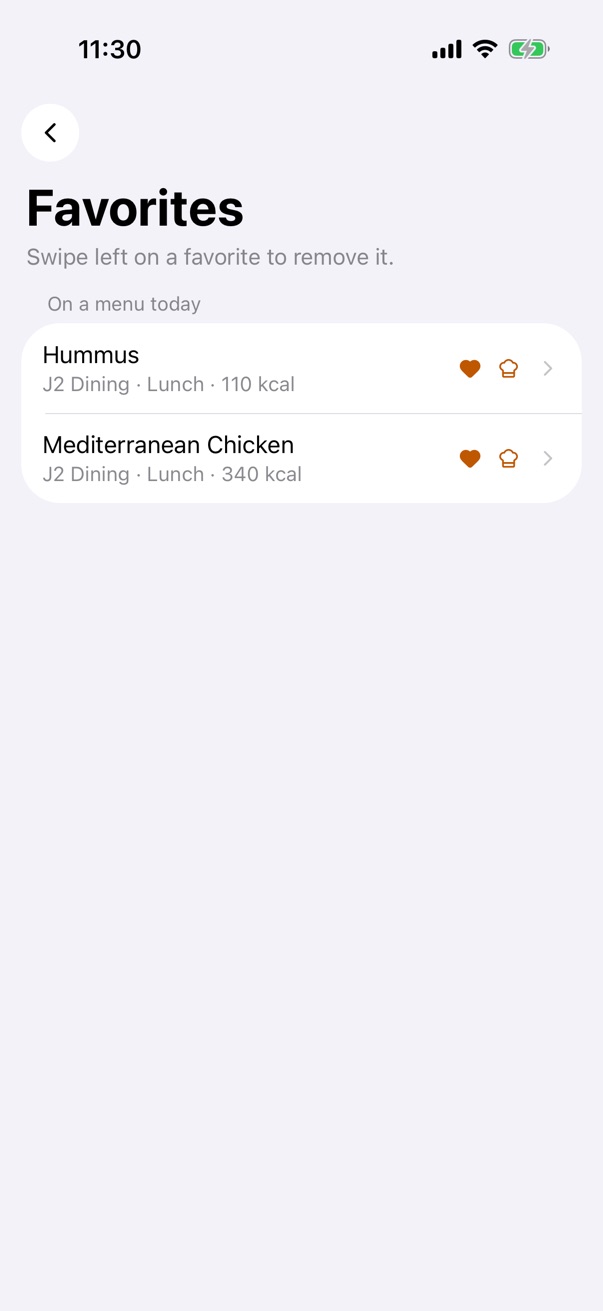 11:30
Favorites
Swipe left on a favorite to remove it.
On a menu today
Hummus
J2 Dining · Lunch · 110 kcal
Mediterranean Chicken
J2 Dining · Lunch · 340 kcal